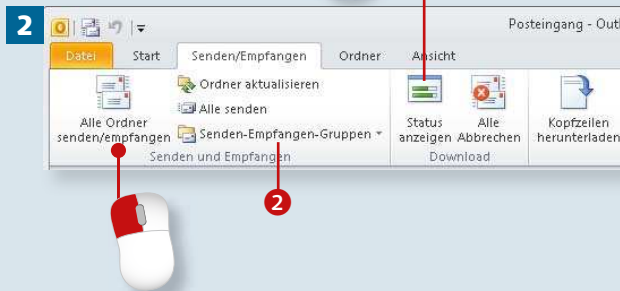 2
Posteingang - Outl
Datei Start Senden/Empfangen Ordner Ansicht
Ordner aktualisieren
Alle senden
Senden-Empfangen-Gruppen
Alle Ordner
senden/empfangen
Status
anzeigen
Alle
Abbrechen
Kopfzeilen
herunterladen
Senden und Empfangen
Download
2